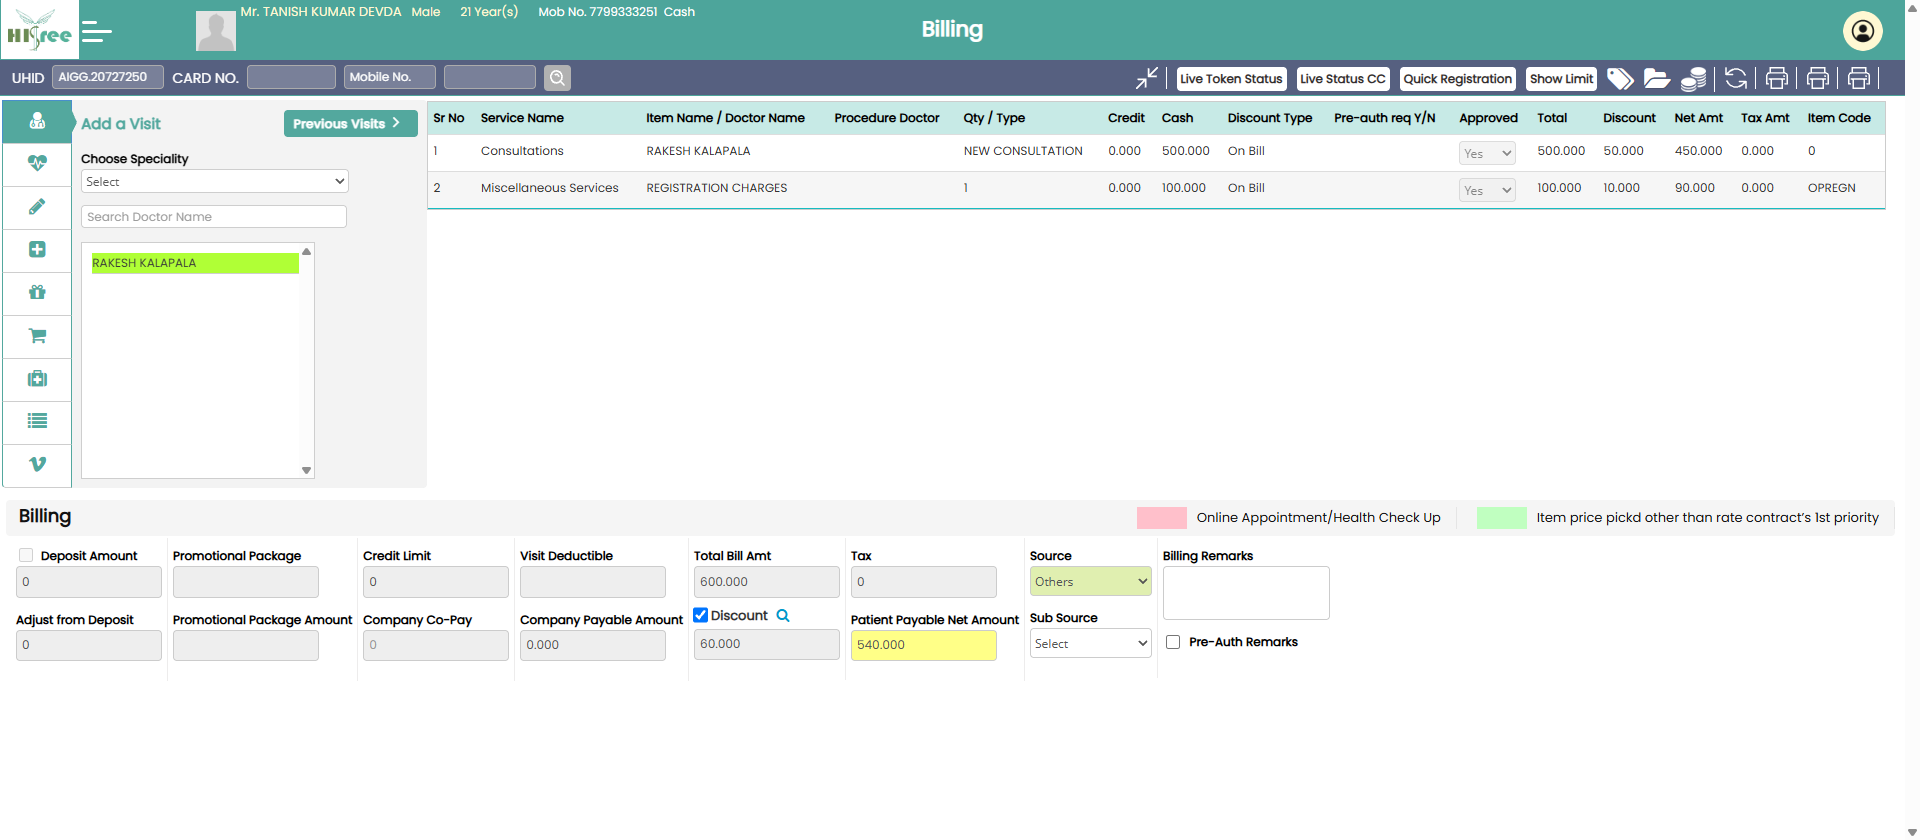 HISree
Mr. TANISH KUMAR DEVDA Male 21 Year(s) Mob No. 7799333251 Cash
Billing
UHID AIGG.20727250 CARD NO. Mobile No.
Live Token Status Live Status CC Quick Registration Show Limit
Add a Visit
Previous Visits
Choose Speciality
Select
Search Doctor Name
RAKESH KALAPALA
Sr No Service Name Item Name / Doctor Name Procedure Doctor Qty / Type Credit Cash Discount Type Pre-auth req Y/N Approved Total Discount Net Amt Tax Amt Item Code
1 Consultations RAKESH KALAPALA NEW CONSULTATION 0.000 500.000 On Bill Yes 500.000 50.000 450.000 0.000 0
2 Miscellaneous Services REGISTRATION CHARGES 1 0.000 100.000 On Bill Yes 100.000 10.000 90.000 0.000 OPREGN
Billing
Online Appointment/Health Check Up Item price pickd other than rate contract's 1st priority
Deposit Amount Promotional Package Credit Limit Visit Deductible Total Bill Amt Tax Source Billing Remarks
0 0 600.000 0 Others
Adjust from Deposit Promotional Package Amount Company Co-Pay Company Payable Amount Discount Patient Payable Net Amount Sub Source
0 0 0.000 60.000 540.000 Select Pre-Auth Remarks